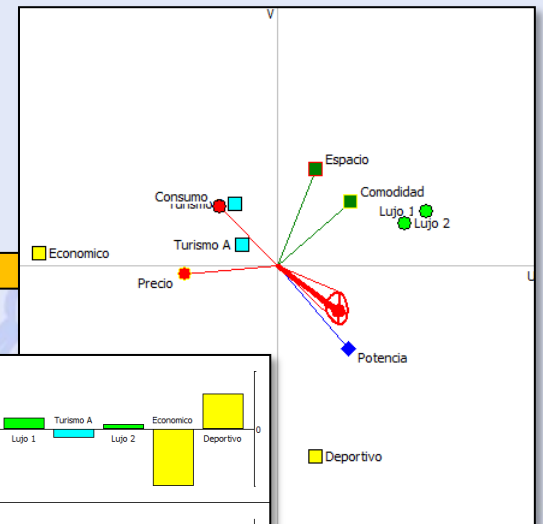 V
Espacio
Consumo
Comodidad
Lujo 1
Lujo 2
Turismo A
Economico
U
Precio
Potencia
Turismo A
Economico
Lujo 1
Lujo 2
Deportivo
0
Deportivo